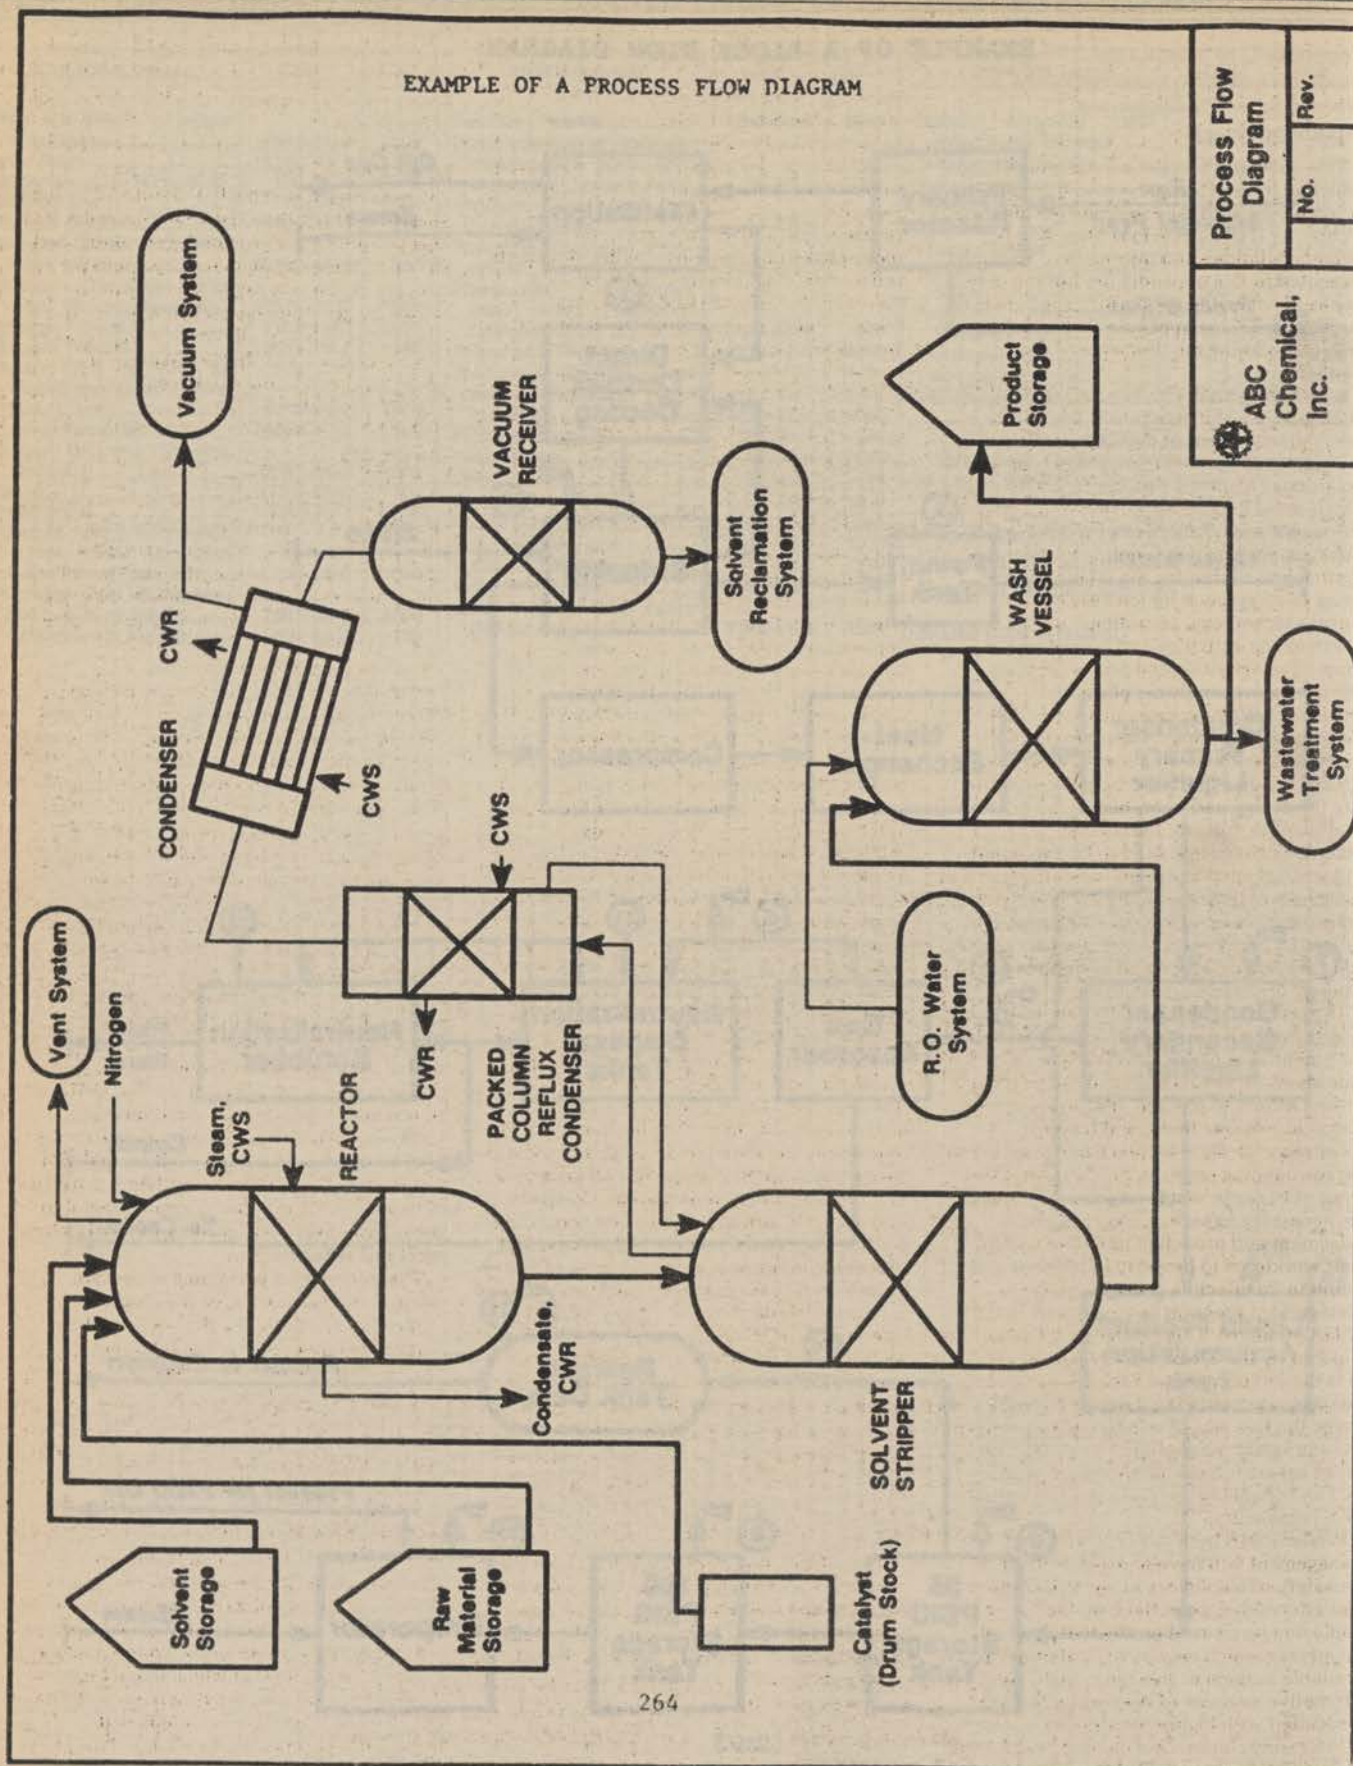 EXAMPLE OF A PROCESS FLOW DIAGRAM
Solvent
Storage
Raw
Material
Storage
Catalyst
(Drum Stock)
Vent System
Nitrogen
Steam,
CWS
REACTOR
Condensate,
CWR
SOLVENT
STRIPPER
PACKED
COLUMN
REFLUX
CONDENSER
CWR
CWS
CONDENSER
CWR
CWS
Vacuum System
VACUUM
RECEIVER
Solvent
Reclamation
System
R.O. Water
System
WASH
VESSEL
Product
Storage
Wastewater
Treatment
System
ABC
Chemical,
Inc.
Process Flow
Diagram
No.
Rev.
264